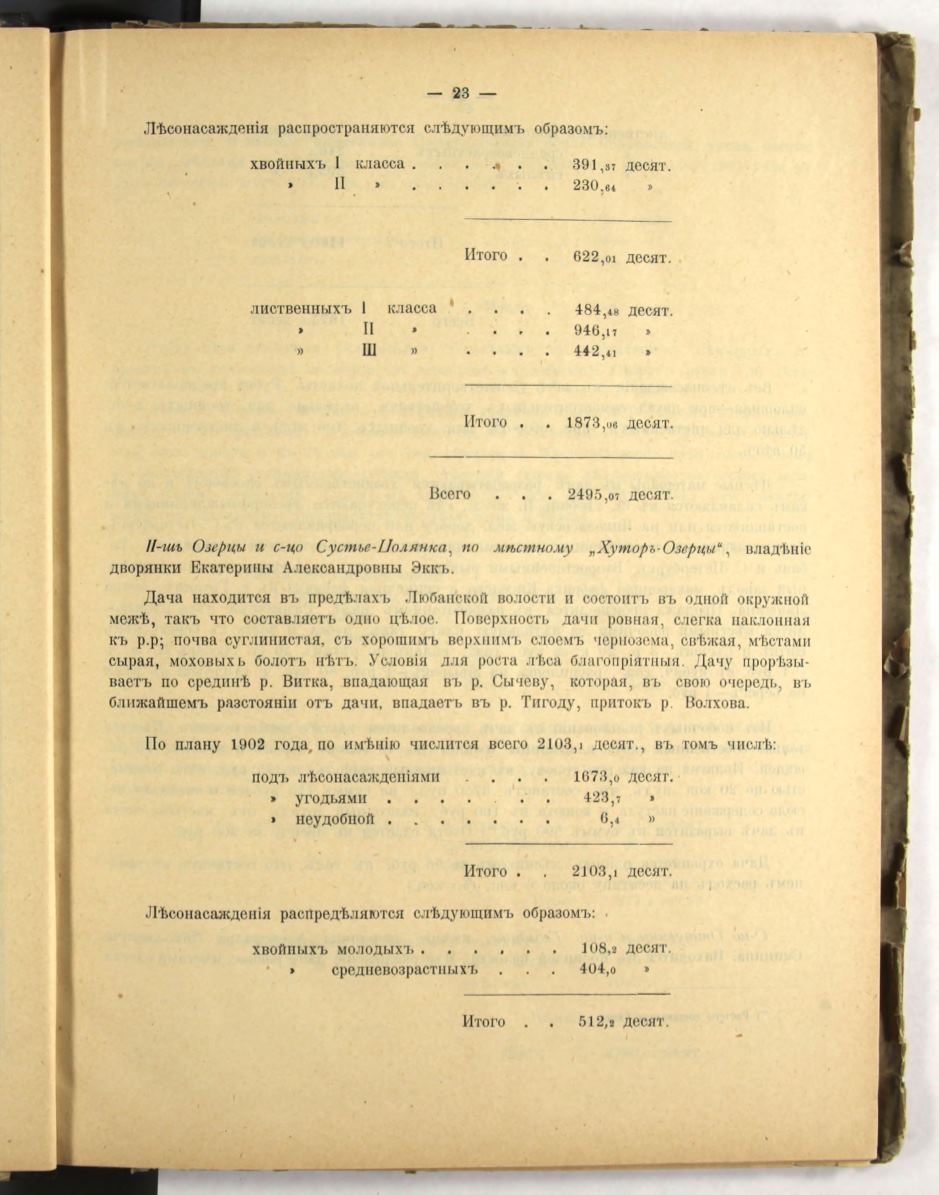 — 23 —
Лѣсонасажденія распространяются слѣдующимъ образомъ:
хвойныхъ I класса . . . . . . 391,37 десят.
» II » . . . . . . 230,64 »
Итого . . 622,01 десят.
лиственныхъ I класса . . . . 484,48 десят.
» II » . . . . 946,17 »
» III » . . . . 442,41 »
Итого . . 1873,06 десят.
Всего . . . 2495,07 десят.
II-шь Озерцы и с-цо Сустье-Полянка, по мѣстному „Хуторъ-Озерцы“, владѣніе
дворянки Екатерины Александровны Эккъ.
Дача находится въ предѣлахъ Любанской волости и состоитъ въ одной окружной
межѣ, такъ что составляетъ одно цѣлое. Поверхность дачи ровная, слегка наклонная
къ р.р; почва суглинистая, съ хорошимъ верхнимъ слоемъ чернозема, свѣжая, мѣстами
сырая, моховыхъ болотъ нѣтъ. Условія для роста лѣса благопріятныя. Дачу прорѣзы-
ваетъ по срединѣ р. Витка, впадающая въ р. Сычеву, которая, въ свою очередь, въ
ближайшемъ разстояніи отъ дачи, впадаетъ въ р. Тигоду, притокъ р. Волхова.
По плану 1902 года, по имѣнію числится всего 2103,1 десят., въ томъ числѣ:
подъ лѣсонасажденіями . . . . 1673,0 десят.
» угодьями . . . . . . . 423,7 »
» неудобной . . . . . . 6,4 »
Итого . . 2103,1 десят.
Лѣсонасажденія распредѣляются слѣдующимъ образомъ:
хвойныхъ молодыхъ . . . . . . 108,2 десят.
» средневозрастныхъ . . . 404,0 »
Итого . . 512,2 десят.